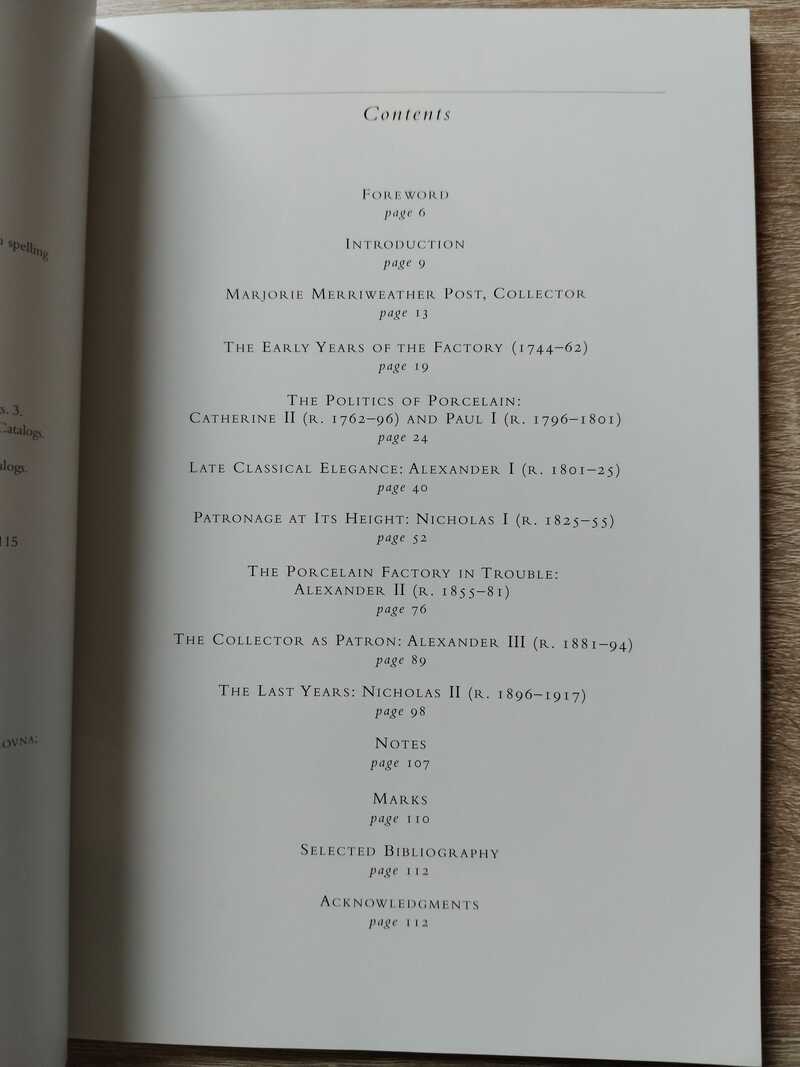 spelling
s. 3.
Catalogs.
alogs.
115
OVNA:
Contents
FOREWORD
page 6
INTRODUCTION
page 9
MARJORIE MERRIWEATHER POST, COLLECTOR
page 13
THE EARLY YEARS OF THE FACTORY (1744–62)
page 19
THE POLITICS OF PORCELAIN:
CATHERINE II (R. 1762–96) AND PAUL I (R. 1796–1801)
page 24
LATE CLASSICAL ELEGANCE: ALEXANDER I (R. 1801–25)
page 40
PATRONAGE AT ITS HEIGHT: NICHOLAS I (R. 1825–55)
page 52
THE PORCELAIN FACTORY IN TROUBLE:
ALEXANDER II (R. 1855–81)
page 76
THE COLLECTOR AS PATRON: ALEXANDER III (R. 1881–94)
page 89
THE LAST YEARS: NICHOLAS II (R. 1896–1917)
page 98
NOTES
page 107
MARKS
page 110
SELECTED BIBLIOGRAPHY
page 112
ACKNOWLEDGMENTS
page 112